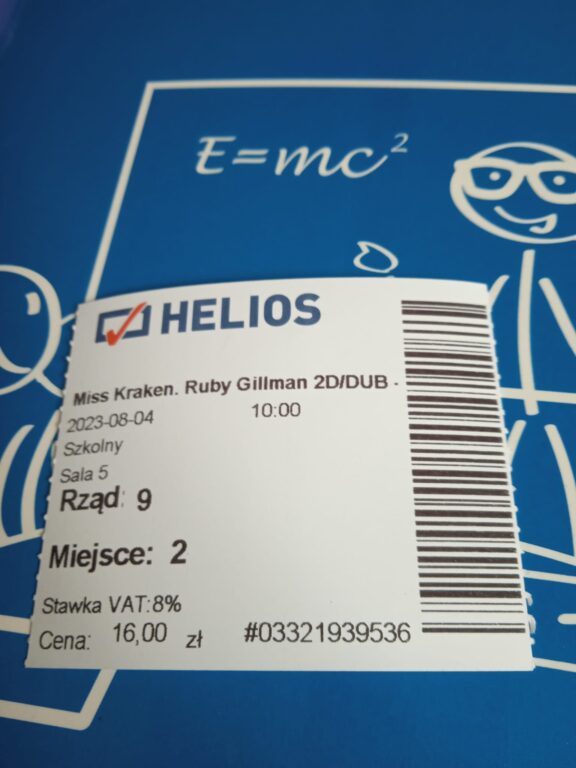 E=mc²
HELIOS
Miss Kraken. Ruby Gillman 2D/DUB -
2023-08-04 10:00
Szkolny
Sala 5
Rząd: 9
Miejsce: 2
Stawka VAT:8%
Cena: 16,00 zł #03321939536